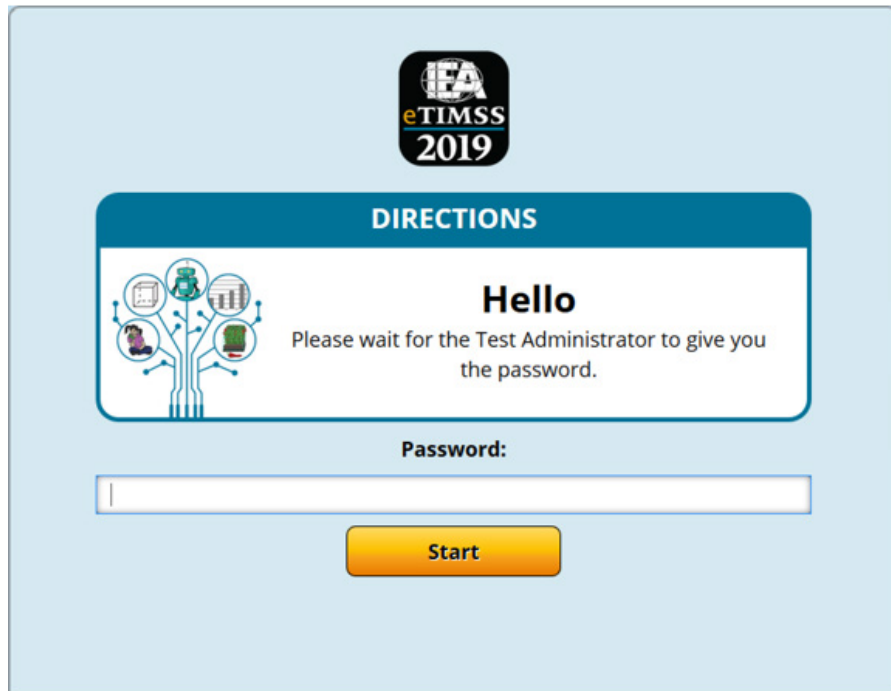 IEA
eTIMSS
2019
DIRECTIONS
Hello
Please wait for the Test Administrator to give you
the password.
Password:
Start